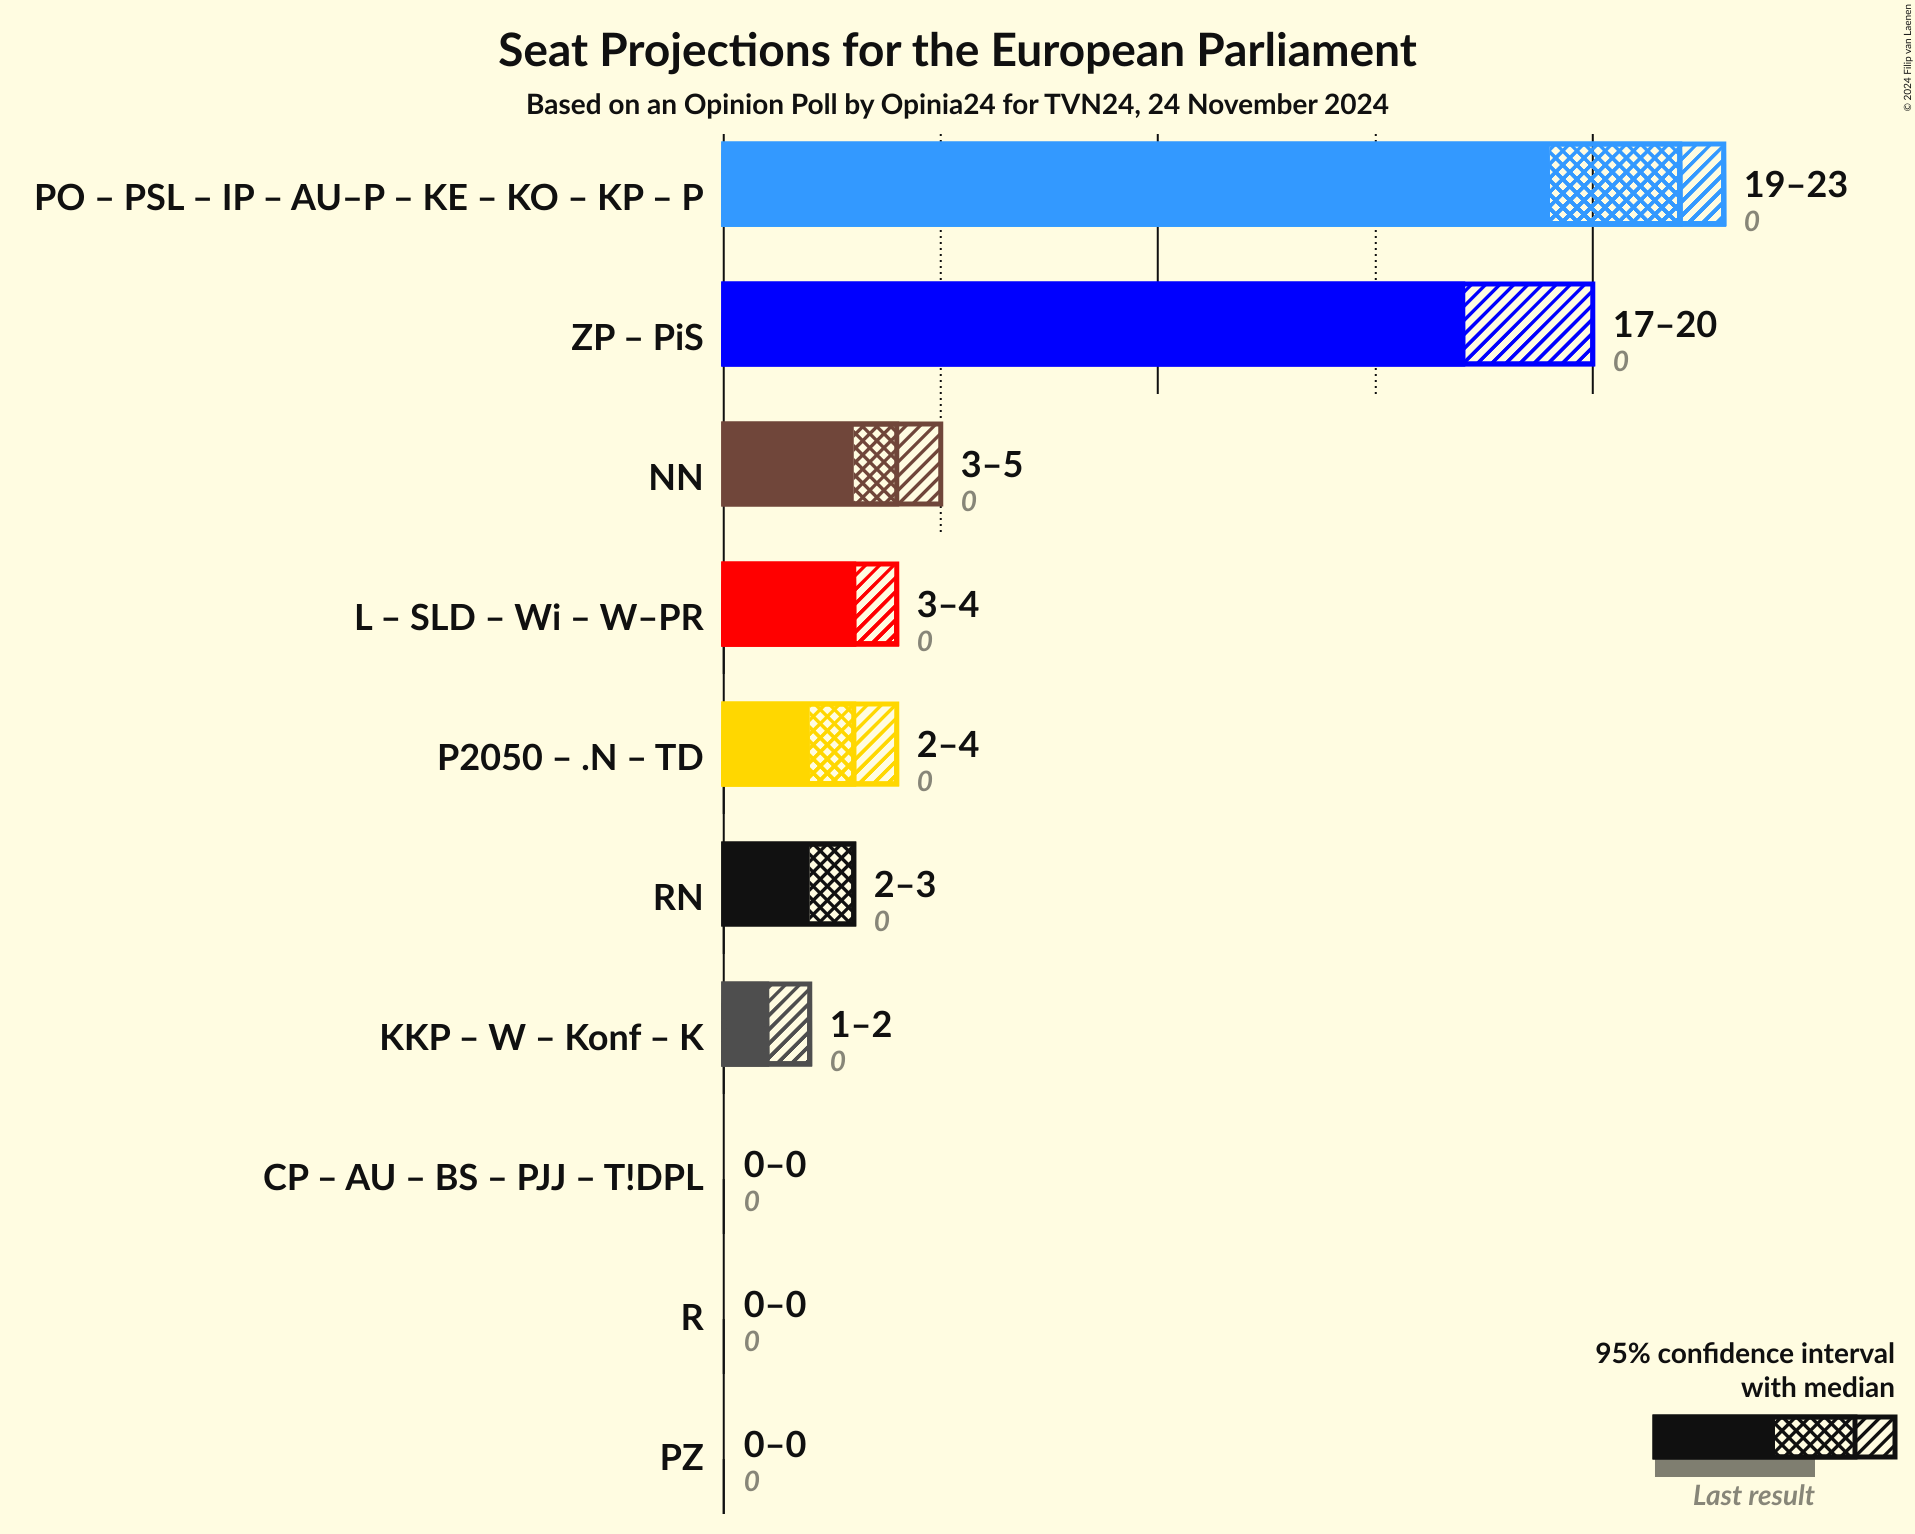 Seat Projections for the European Parliament
Based on an Opinion Poll by Opinia24 for TVN24, 24 November 2024
© 2024 Filip van Laenen
PO – PSL – IP – AU–P – KE – KO – KP – P
19–23
0
ZP – PiS
17–20
0
NN
3–5
0
L – SLD – Wi – W–PR
3–4
0
P2050 – .N – TD
2–4
0
RN
2–3
0
KKP – W – Konf – K
1–2
0
CP – AU – BS – PJJ – T!DPL
0–0
0
R
0–0
0
PZ
0–0
0
95% confidence interval
with median
Last result